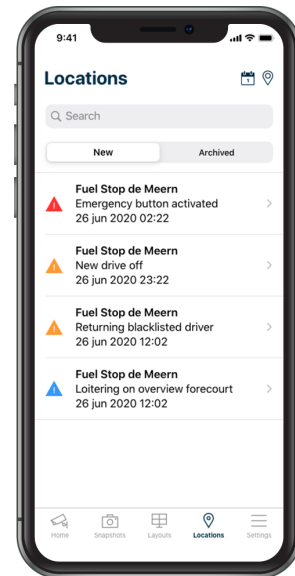 9:41
Locations
1
Search
New Archived
Fuel Stop de Meern
Emergency button activated
26 jun 2020 02:22
Fuel Stop de Meern
New drive off
26 jun 2020 23:22
Fuel Stop de Meern
Returning blacklisted driver
26 jun 2020 12:02
Fuel Stop de Meern
Loitering on overview forecourt
26 jun 2020 12:02
Home Snapshots Layouts Locations Settings